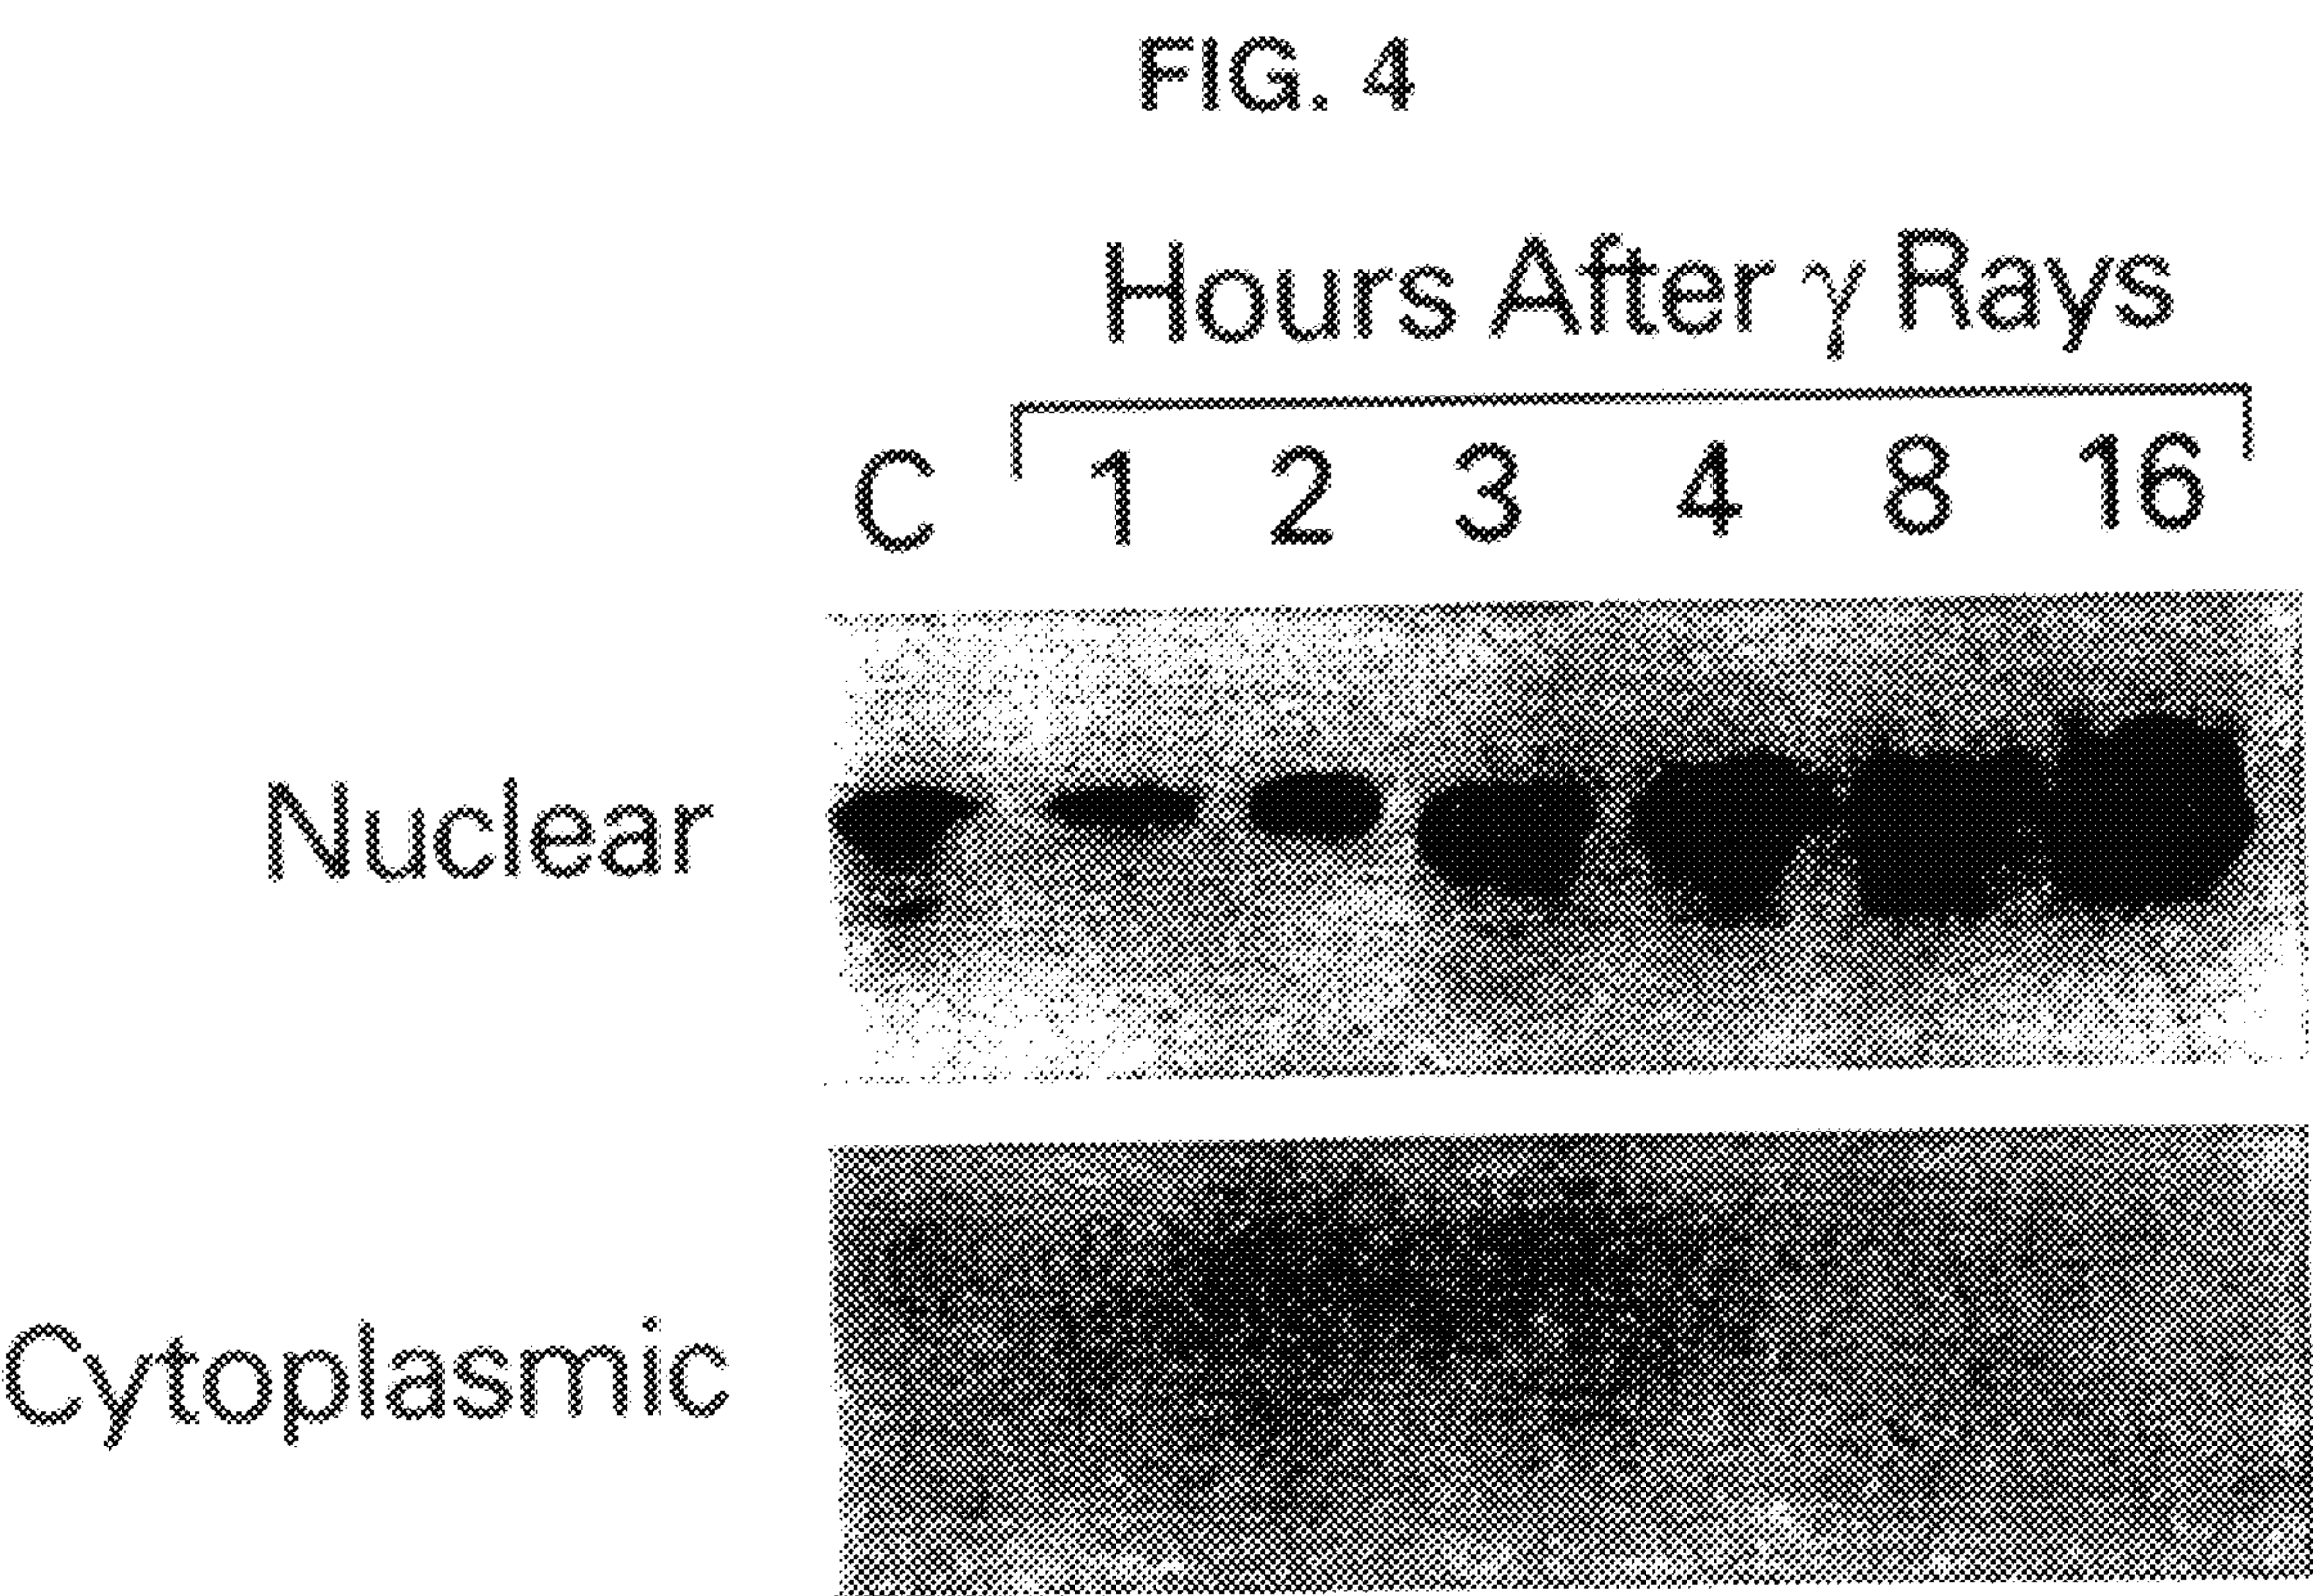 FIG. 4
Hours After γ Rays
C 1 2 3 4 8 16
Nuclear
Cytoplasmic